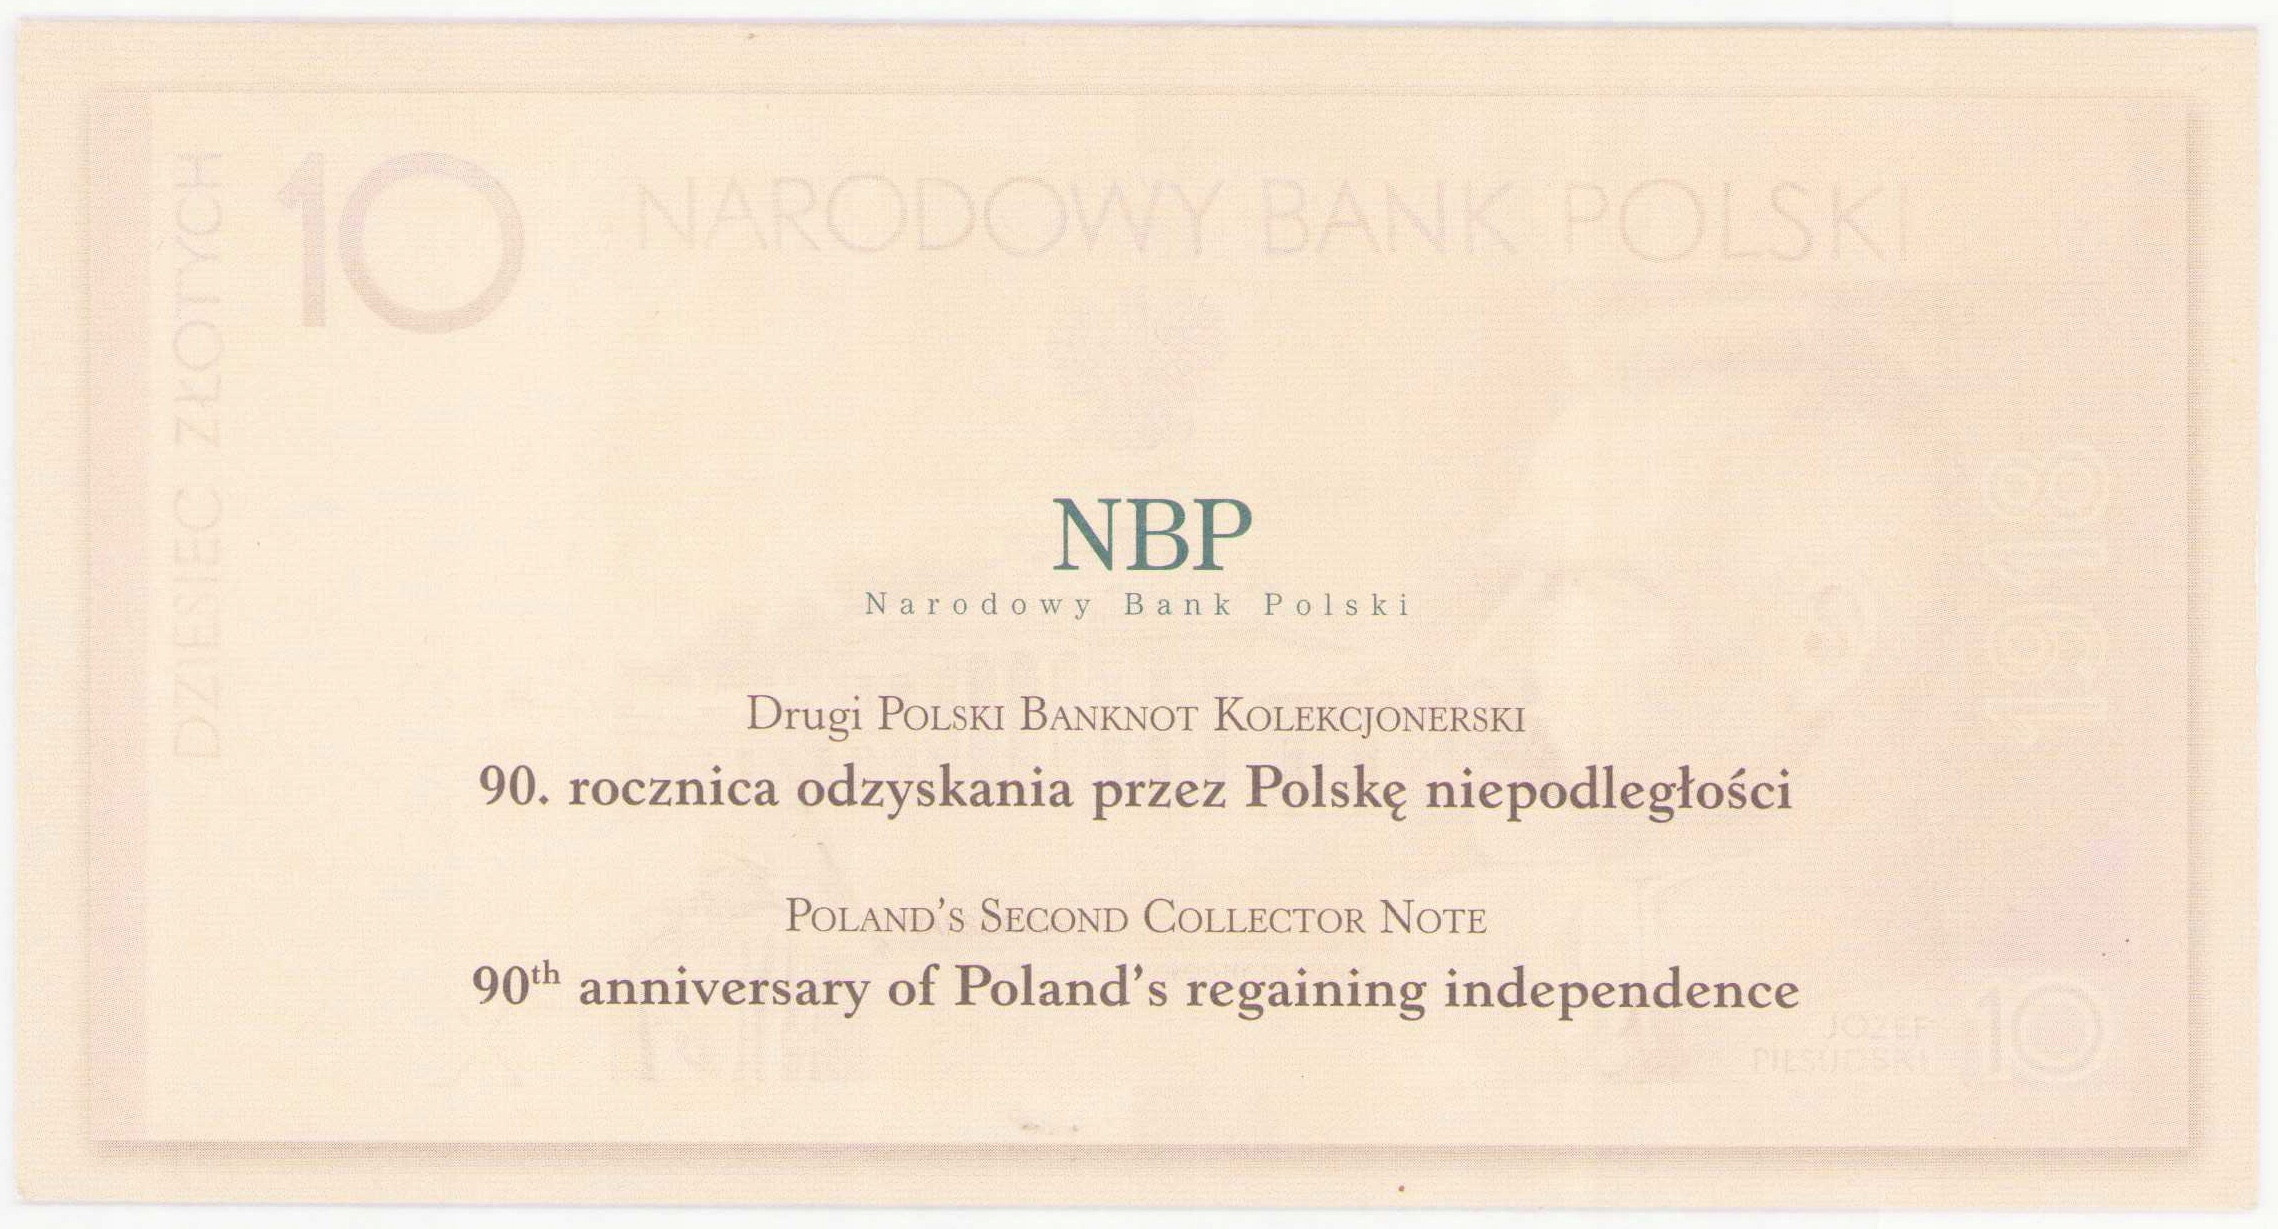 DZIESIĘĆ ZŁOTYCH
10
NARODOWY BANK POLSKI
NBP
Narodowy Bank Polski
Drugi POLSKI BANKNOT KOLEKCJONERSKI
90. rocznica odzyskania przez Polskę niepodległości
POLAND'S SECOND COLLECTOR NOTE
90th anniversary of Poland's regaining independence
1918
JÓZEF
PIŁSUDSKI
10